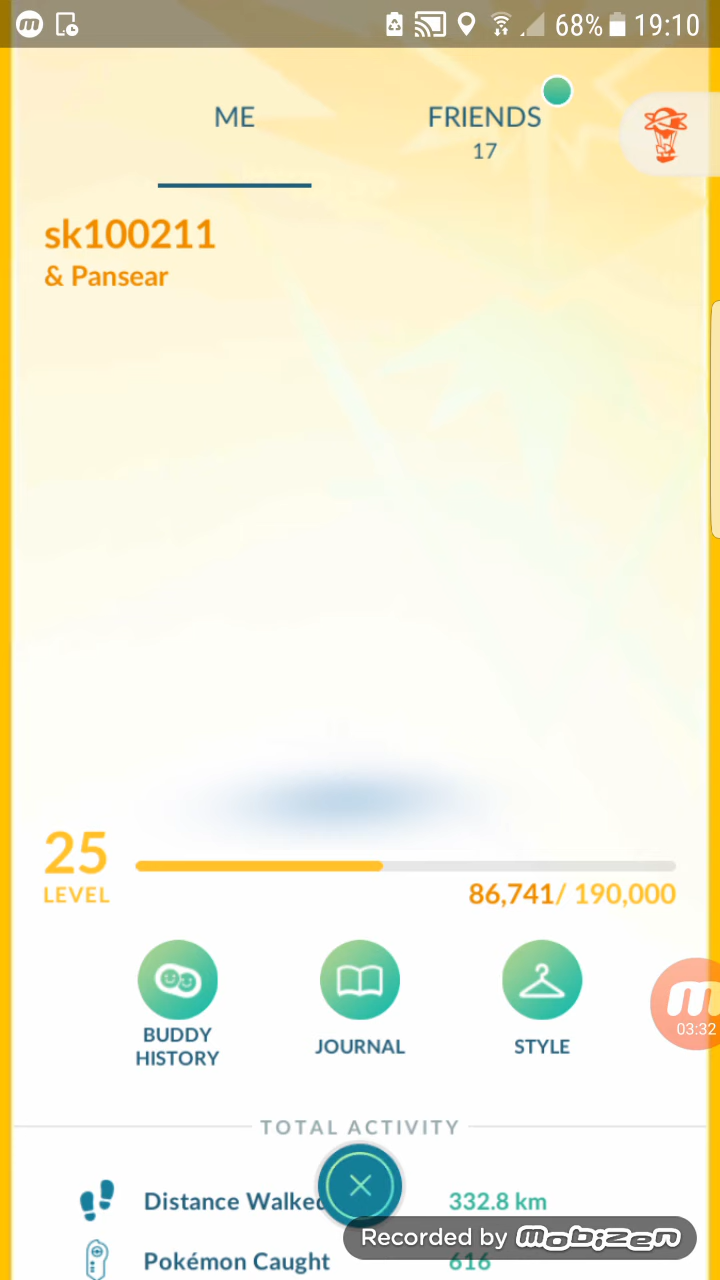 68% 19:10
ME
FRIENDS
17
sk100211
& Pansear
25
LEVEL
86,741/ 190,000
BUDDY
HISTORY
JOURNAL
STYLE
03:32
TOTAL ACTIVITY
Distance Walked 332.8 km
Recorded by mobizen
Pokémon Caught 616